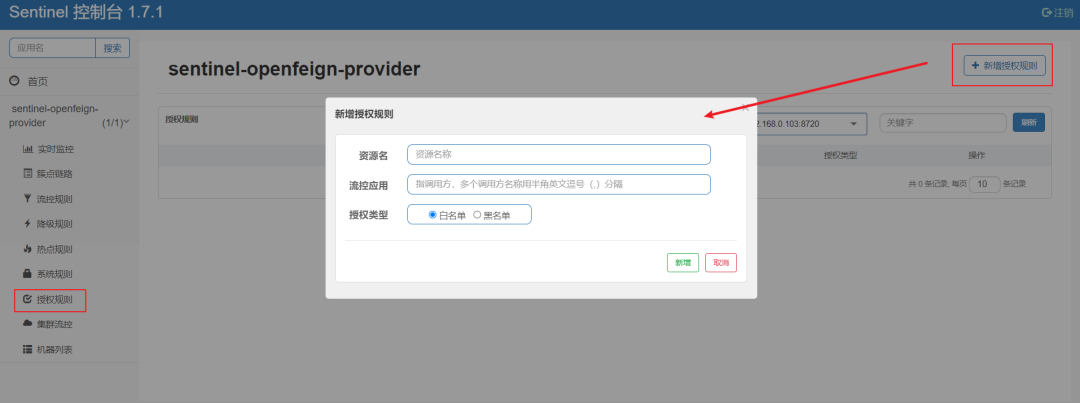 Sentinel 控制台 1.7.1
注销
应用名
搜索
首页
sentinel-openfeign-provider
(1/1)
实时监控
簇点链路
流控规则
降级规则
热点规则
系统规则
授权规则
集群流控
机器列表
sentinel-openfeign-provider
+ 新增授权规则
授权规则
2.168.0.103:8720
关键字
刷新
授权类型
操作
共 0 条记录, 每页 10 条记录
新增授权规则
资源名
资源名称
流控应用
指调用方，多个调用方名称用半角英文逗号（,）分隔
授权类型
白名单 黑名单
新增
取消